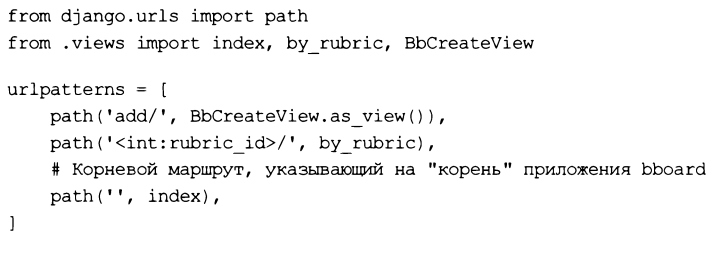 from django.urls import path
from .views import index, by_rubric, BbCreateView
urlpatterns = [
    path('add/', BbCreateView.as_view()),
    path('<int:rubric_id>/', by_rubric),
    # Корневой маршрут, указывающий на "корень" приложения bboard
    path('', index),
]